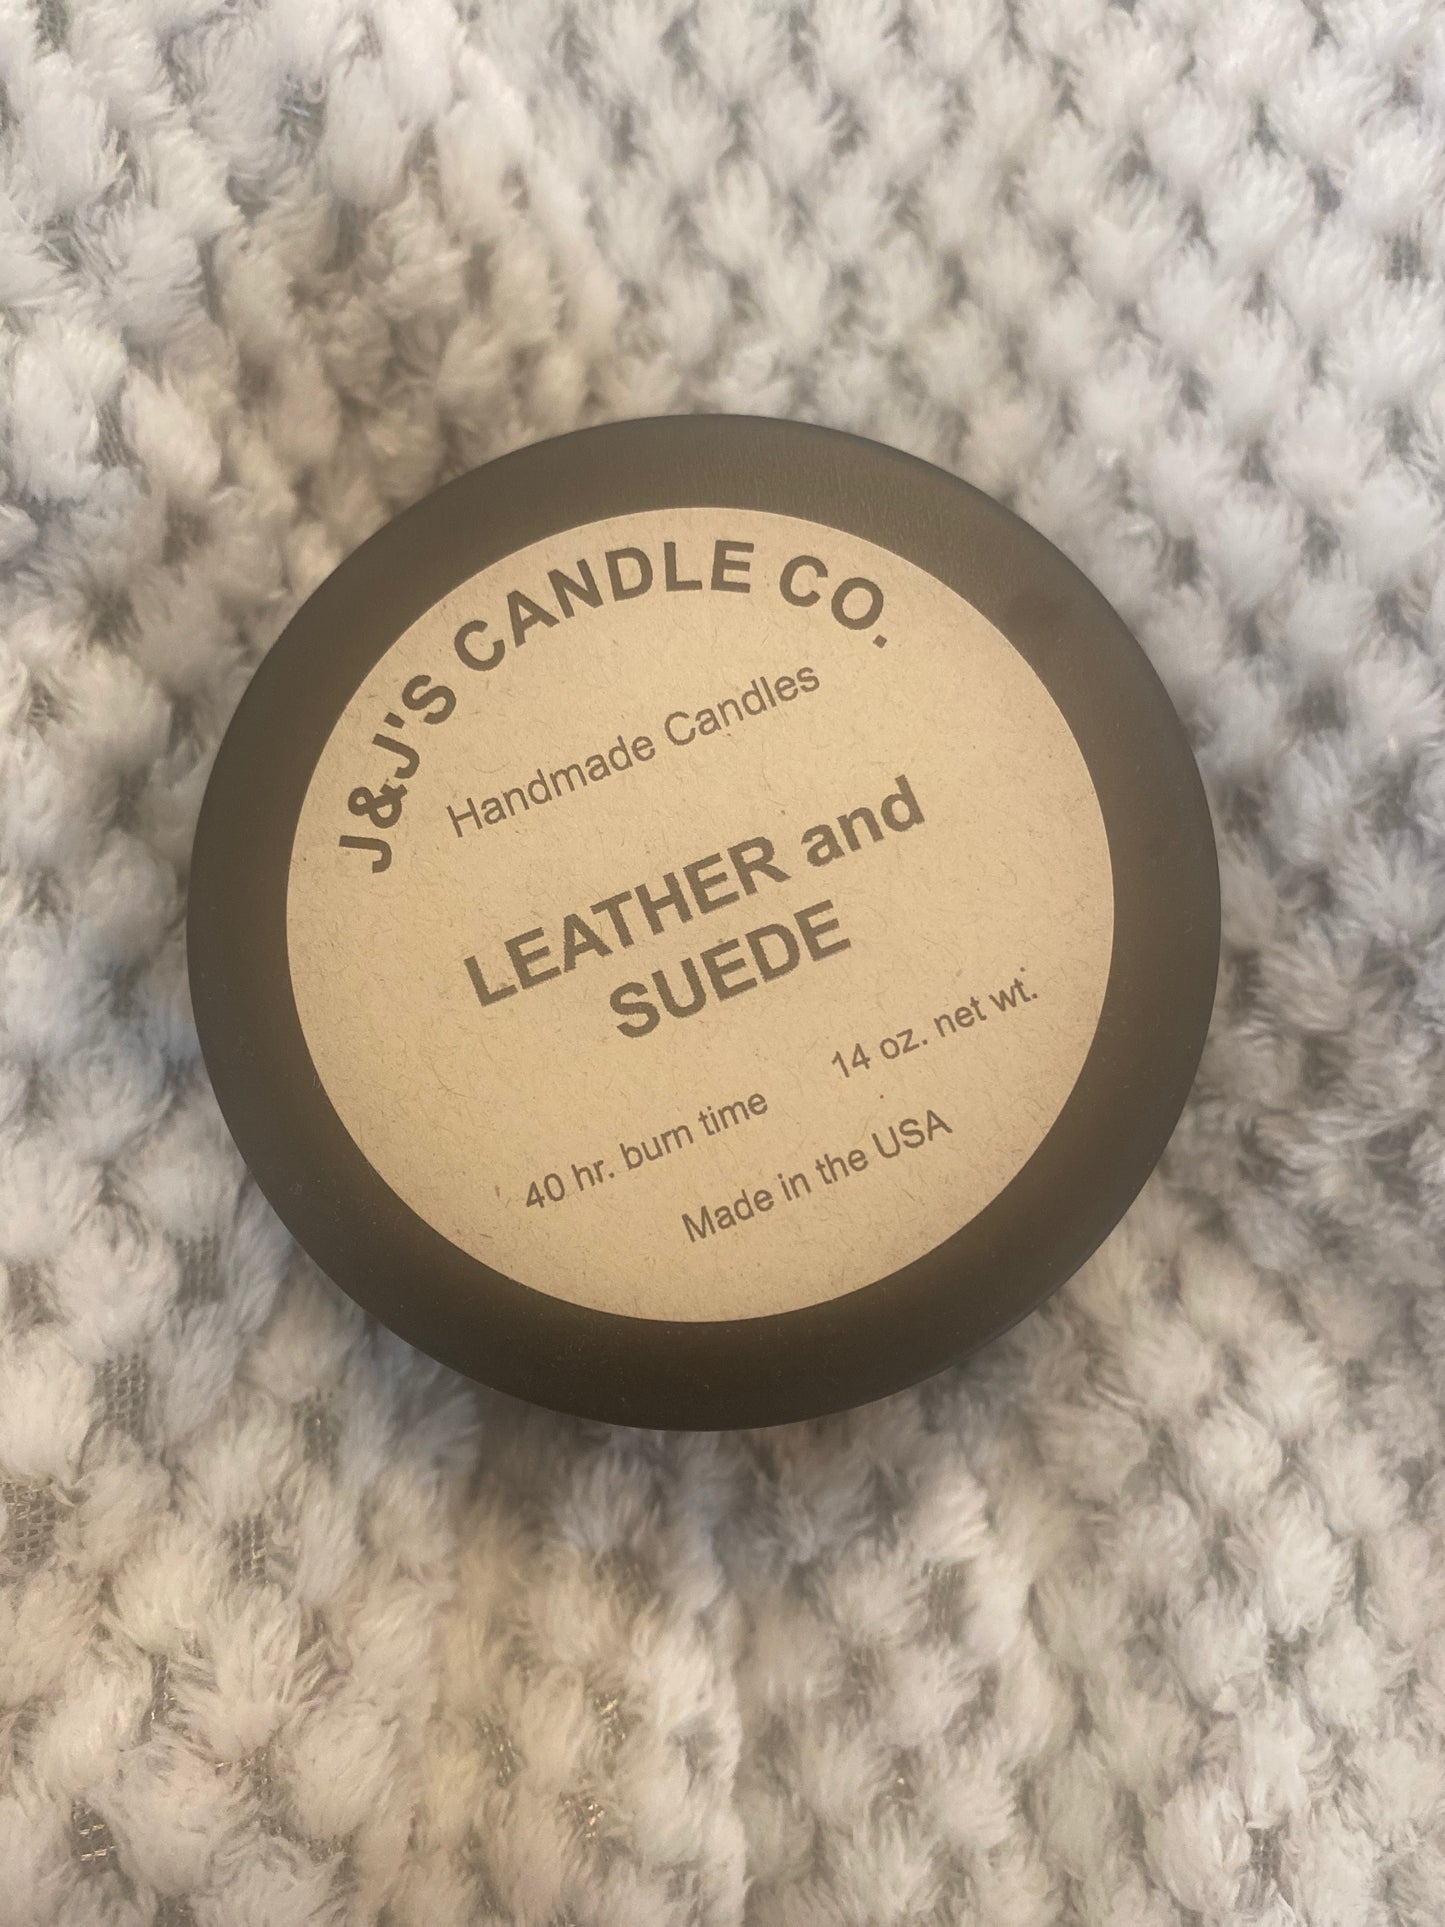 J&J'S CANDLE CO.
Handmade Candles
LEATHER and
SUEDE
40 hr. burn time 14 oz. net wt.
Made in the USA